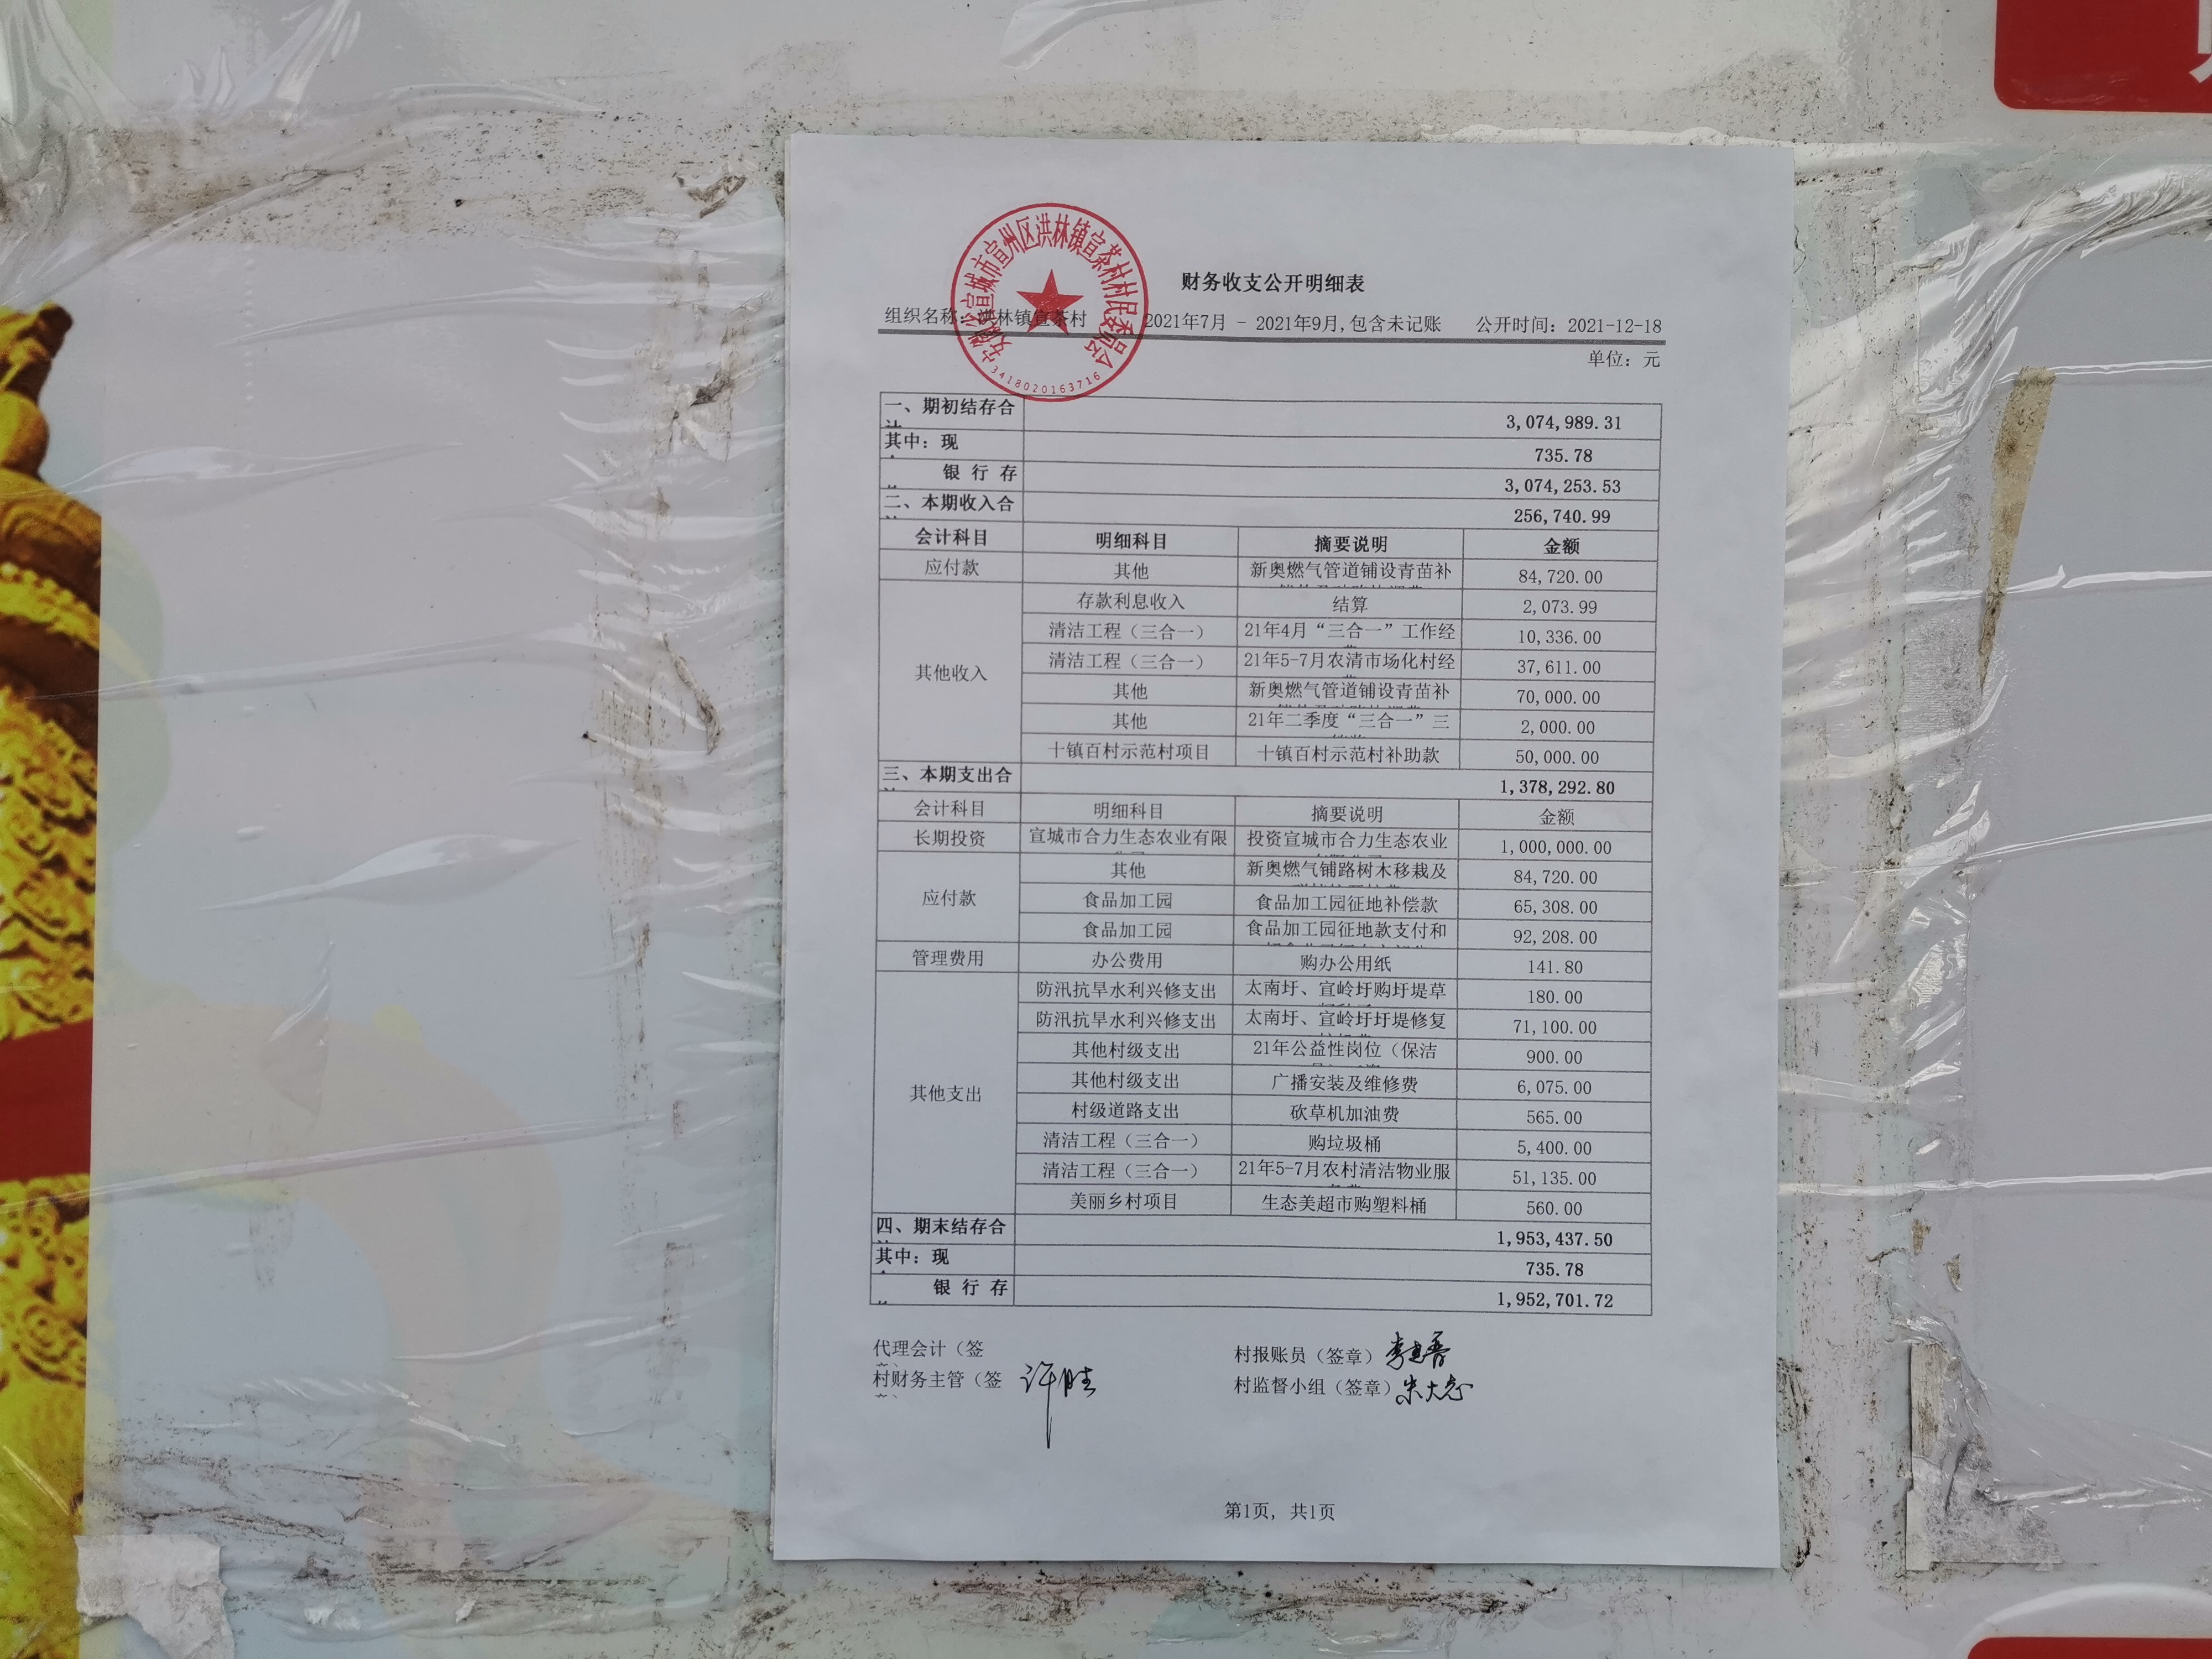 安徽省宣城市宣州区洪林镇宣茶村村民委员会
3418020163716
财务收支公开明细表
组织名称：洪林镇宣茶村 2021年7月 - 2021年9月,包含未记账 公开时间：2021-12-18
单位：元
一、期初结存合 3,074,989.31
其中：现 735.78
银 行 存 3,074,253.53
二、本期收入合 256,740.99
会计科目 明细科目 摘要说明 金额
应付款 其他 新奥燃气管道铺设青苗补 84,720.00
其他收入 存款利息收入 结算 2,073.99
清洁工程（三合一） 21年4月“三合一”工作经 10,336.00
清洁工程（三合一） 21年5-7月农清市场化村经 37,611.00
其他 新奥燃气管道铺设青苗补 70,000.00
其他 21年二季度“三合一”三 2,000.00
十镇百村示范村项目 十镇百村示范村补助款 50,000.00
三、本期支出合 1,378,292.80
会计科目 明细科目 摘要说明 金额
长期投资 宣城市合力生态农业有限 投资宣城市合力生态农业 1,000,000.00
应付款 其他 新奥燃气铺路树木移栽及 84,720.00
食品加工园 食品加工园征地补偿款 65,308.00
食品加工园 食品加工园征地款支付和 92,208.00
管理费用 办公费用 购办公用纸 141.80
其他支出 防汛抗旱水利兴修支出 太南圩、宣岭圩购圩堤草 180.00
防汛抗旱水利兴修支出 太南圩、宣岭圩圩堤修复 71,100.00
其他村级支出 21年公益性岗位（保洁 900.00
其他村级支出 广播安装及维修费 6,075.00
村级道路支出 砍草机加油费 565.00
清洁工程（三合一） 购垃圾桶 5,400.00
清洁工程（三合一） 21年5-7月农村清洁物业服 51,135.00
美丽乡村项目 生态美超市购塑料桶 560.00
四、期末结存合 1,953,437.50
其中：现 735.78
银 行 存 1,952,701.72
代理会计（签 村报账员（签章）
村财务主管（签 许胜 村监督小组（签章）朱大志
第1页，共1页